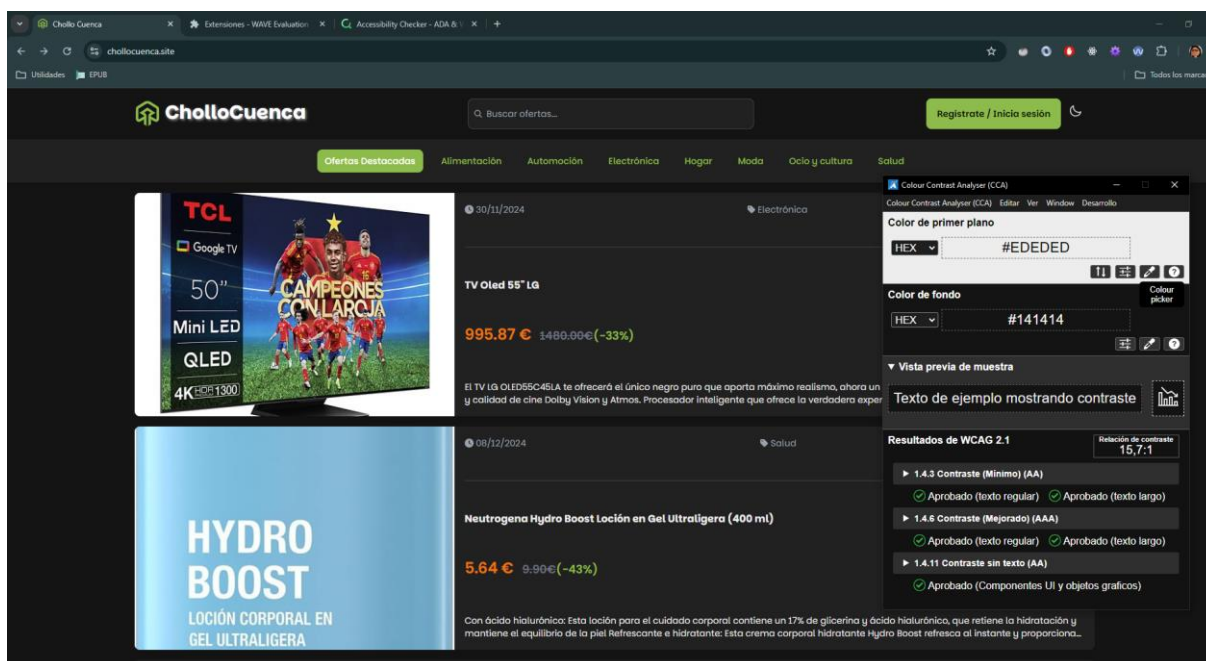 Chollo Cuenca
Extensiones - WAVE Evaluation
Accessibility Checker - ADA &
chollocuenca.site
Utilidades
EPUB
Todos los marca
CholloCuenca
Buscar ofertas...
Registrate / Inicia sesión
Ofertas Destacadas Alimentación Automoción Electrónica Hogar Moda Ocio y cultura Salud
TCL
Google TV
50"
Mini LED
QLED
4K HDR 1300
CAMPEONES
CON LA ROJA
16
30/11/2024
Electrónica
TV Oled 55" LG
995.87 € 1480.00€ (-33%)
El TV LG OLED55C45LA te ofrecerá el único negro puro que aporta máximo realismo, ahora un
y calidad de cine Dolby Vision y Atmos. Procesador inteligente que ofrece la verdadera exper
HYDRO
BOOST
LOCIÓN CORPORAL EN
GEL ULTRALIGERA
08/12/2024
Salud
Neutrogena Hydro Boost Loción en Gel Ultraligera (400 ml)
5.64 € 9.90€ (-43%)
Con ácido hialurónico: Esta loción para el cuidado corporal contiene un 17% de glicerina y ácido hialurónico, que retiene la hidratación y
mantiene el equilibrio de la piel Refrescante e hidratante: Esta crema corporal hidratante Hydro Boost refresca al instante y proporciona...
Colour Contrast Analyser (CCA)
Colour Contrast Analyser (CCA) Editar Ver Window Desarrollo
Color de primer plano
HEX
#EDEDED
Colour
picker
Color de fondo
HEX
#141414
Vista previa de muestra
Texto de ejemplo mostrando contraste
Resultados de WCAG 2.1
Relación de contraste
15,7:1
1.4.3 Contraste (Mínimo) (AA)
Aprobado (texto regular) Aprobado (texto largo)
1.4.6 Contraste (Mejorado) (AAA)
Aprobado (texto regular) Aprobado (texto largo)
1.4.11 Contraste sin texto (AA)
Aprobado (Componentes UI y objetos graficos)